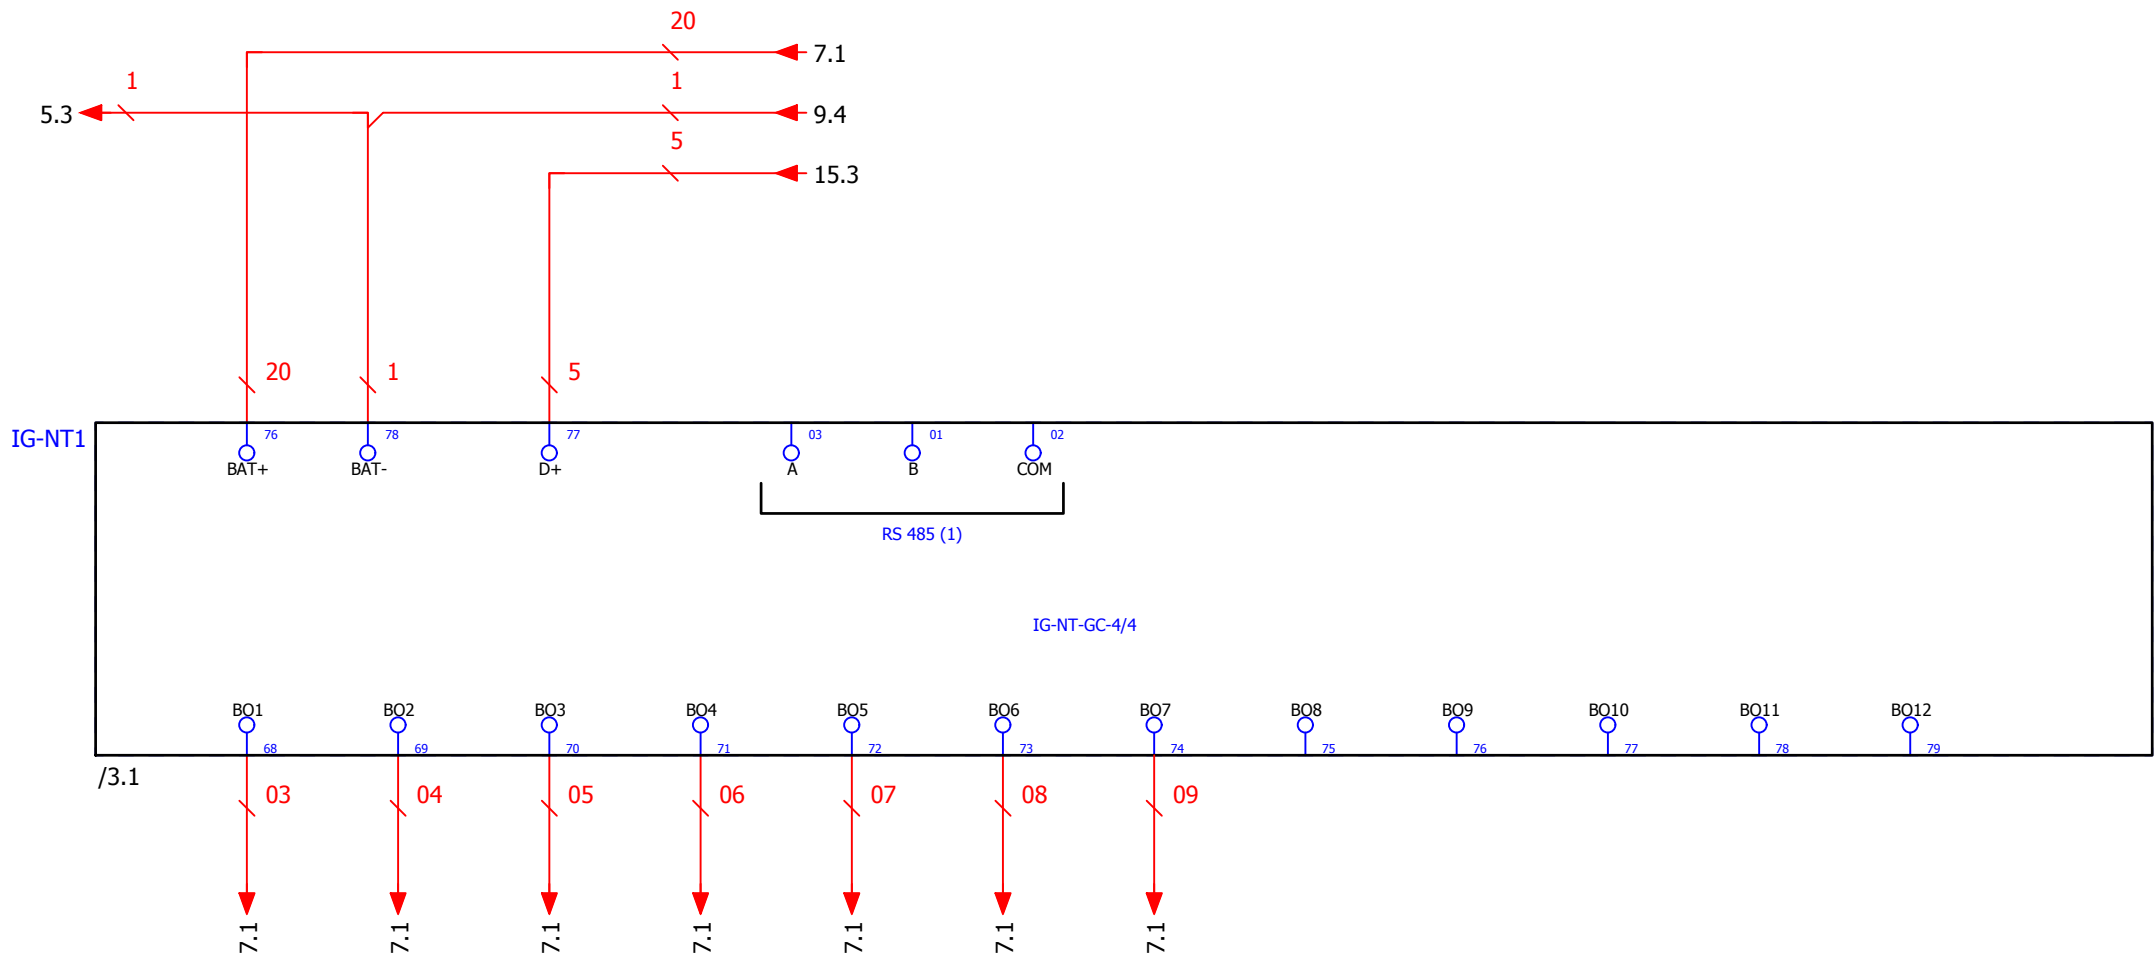 20
7.1
1
1
5.3
9.4
5
15.3
20 1 5
IG-NT1
76 78 77 03 01 02
BAT+ BAT- D+ A B COM
RS 485 (1)
IG-NT-GC-4/4
BO1 BO2 BO3 BO4 BO5 BO6 BO7 BO8 BO9 BO10 BO11 BO12
68 69 70 71 72 73 74 75 76 77 78 79
/3.1
03 04 05 06 07 08 09
7.1 7.1 7.1 7.1 7.1 7.1 7.1